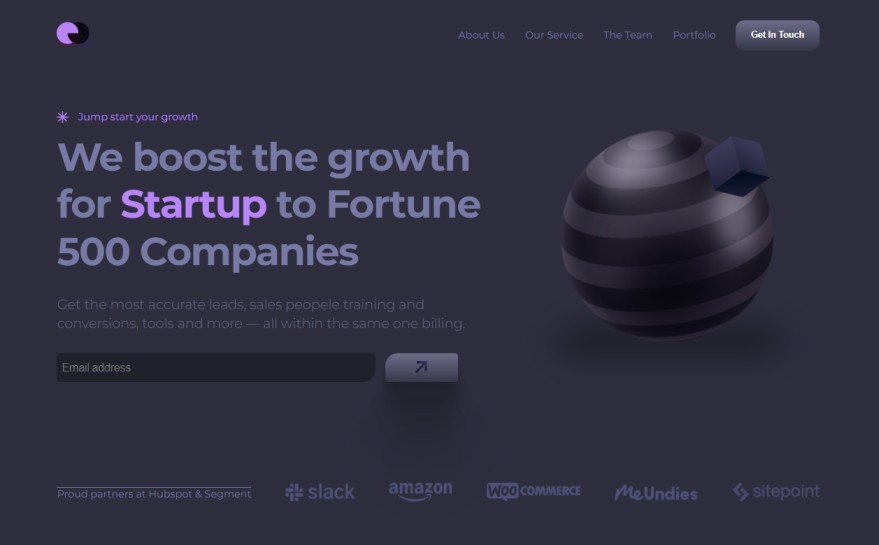 About Us
Our Service
The Team
Portfolio
Get In Touch
Jump start your growth
We boost the growth
for Startup to Fortune
500 Companies
Get the most accurate leads, sales peopele training and
conversions, tools and more — all within the same one billing.
Email address
Proud partners at Hubspot & Segment
slack
amazon
WOO COMMERCE
MeUndies
sitepoint